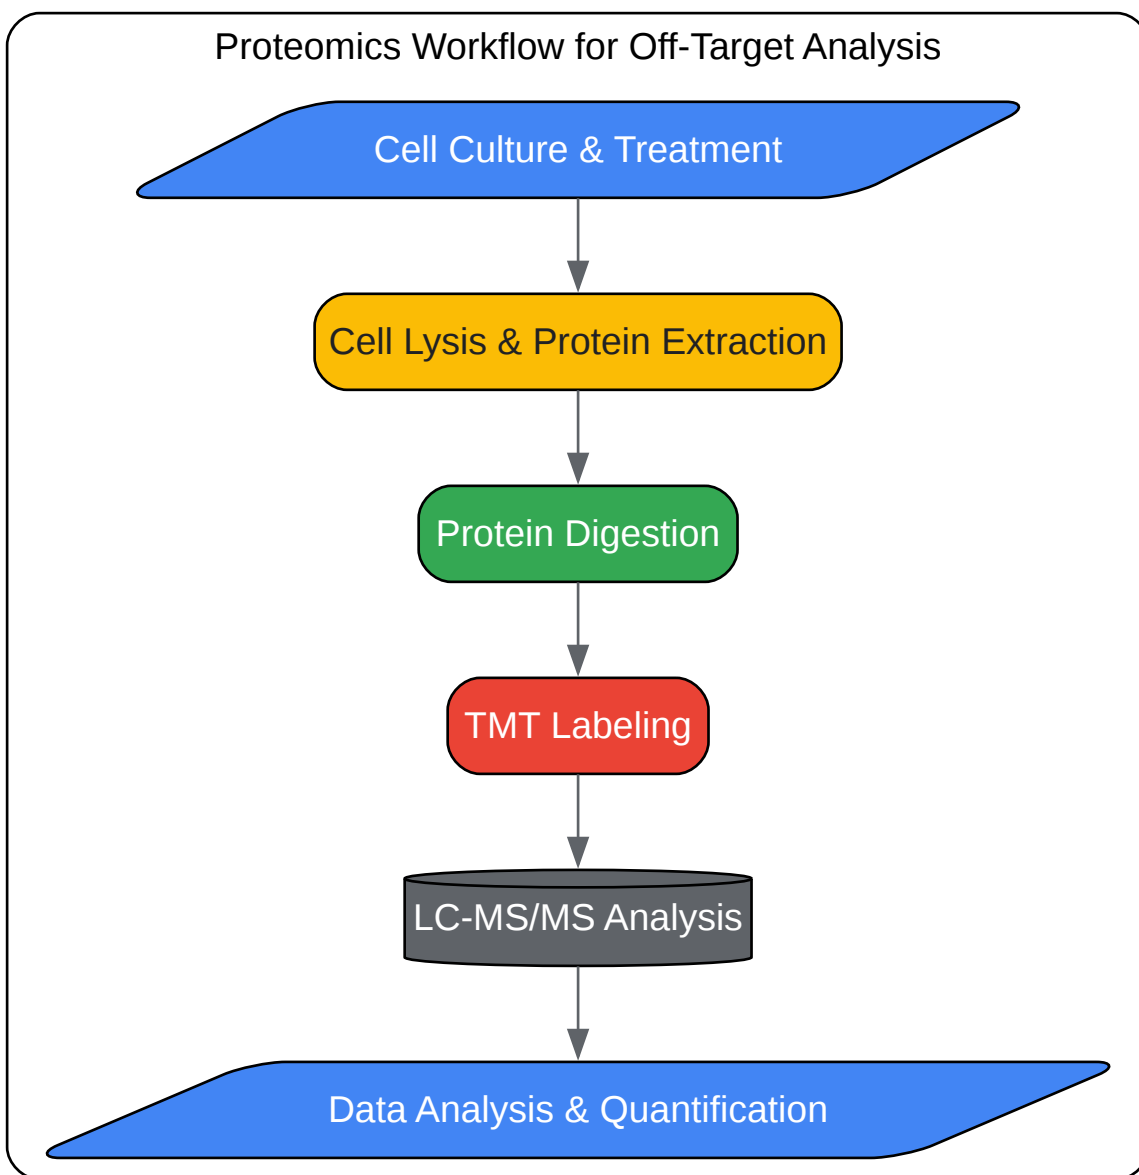 Proteomics Workflow for Off-Target Analysis
Cell Culture & Treatment
Cell Lysis & Protein Extraction
Protein Digestion
TMT Labeling
LC-MS/MS Analysis
Data Analysis & Quantification